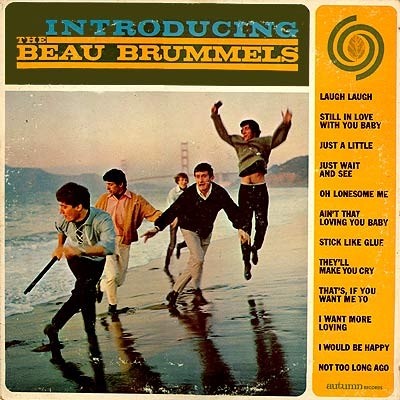 INTRODUCING
THE
BEAU BRUMMELS
LAUGH LAUGH
STILL IN LOVE
WITH YOU BABY
JUST A LITTLE
JUST WAIT
AND SEE
OH LONESOME ME
AIN'T THAT
LOVING YOU BABY
STICK LIKE GLUE
THEY'LL
MAKE YOU CRY
THAT'S, IF YOU
WANT ME TO
I WANT MORE
LOVING
I WOULD BE HAPPY
NOT TOO LONG AGO
autumn RECORDS